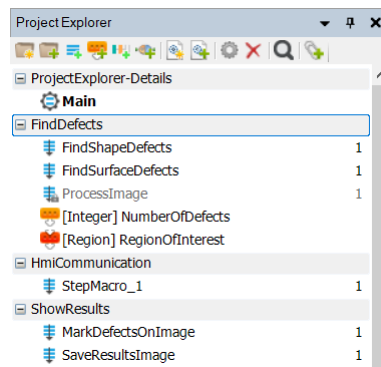 Project Explorer
ProjectExplorer-Details
Main
FindDefects
FindShapeDefects 1
FindSurfaceDefects 1
ProcessImage 1
[Integer] NumberOfDefects
[Region] RegionOfInterest
HmiCommunication
StepMacro_1 1
ShowResults
MarkDefectsOnImage 1
SaveResultsImage 1